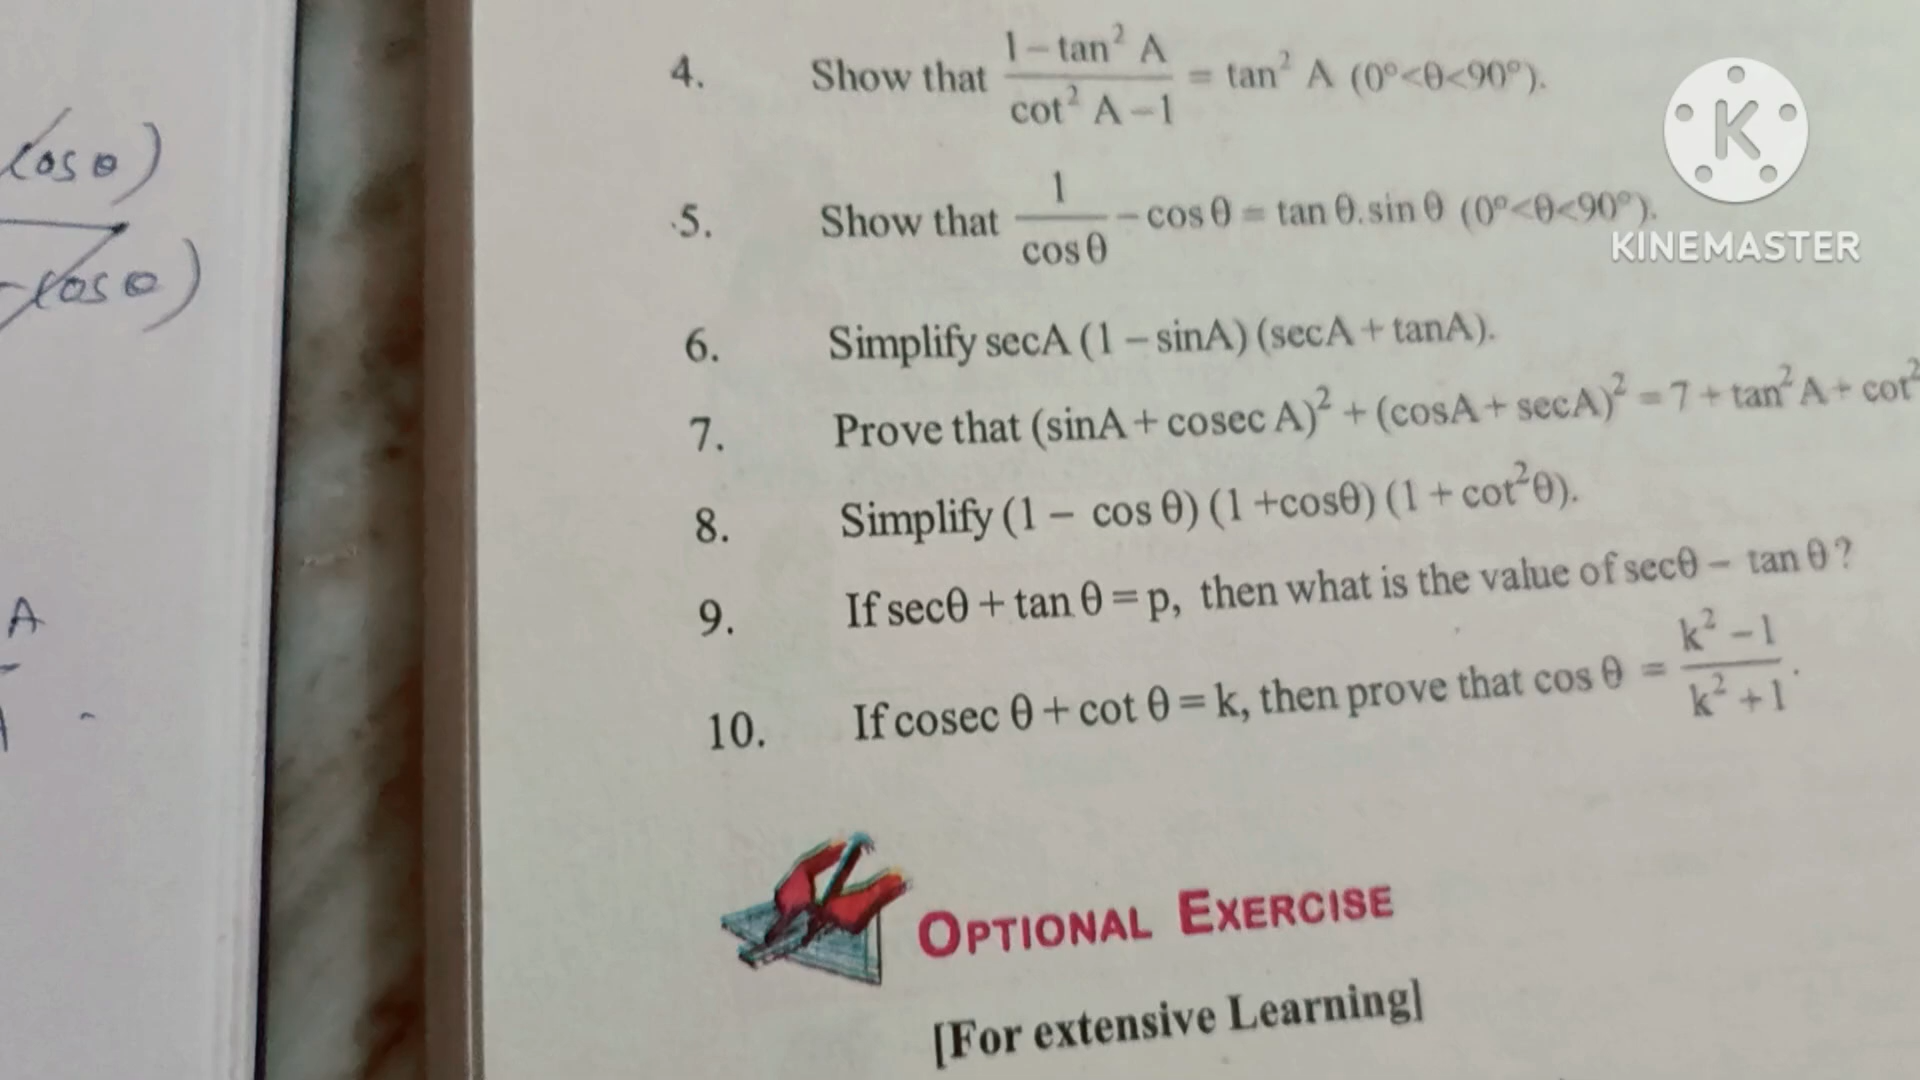 4. Show that (1 – tan² A)/(cot² A – 1) = tan² A (0°<θ<90°).
5. Show that 1/cos θ – cos θ = tan θ. sin θ (0°<θ<90°).
6. Simplify secA (1 – sinA) (secA + tanA).
7. Prove that (sinA + cosec A)² + (cosA + secA)² = 7 + tan² A + cot²
8. Simplify (1 – cos θ) (1 +cosθ) (1 + cot²θ).
9. If secθ + tan θ = p, then what is the value of secθ – tan θ ?
10. If cosec θ + cot θ = k, then prove that cos θ = (k² – 1)/(k² + 1).
OPTIONAL EXERCISE
[For extensive Learning]
K
KINEMASTER
cos θ)
cos θ)
A